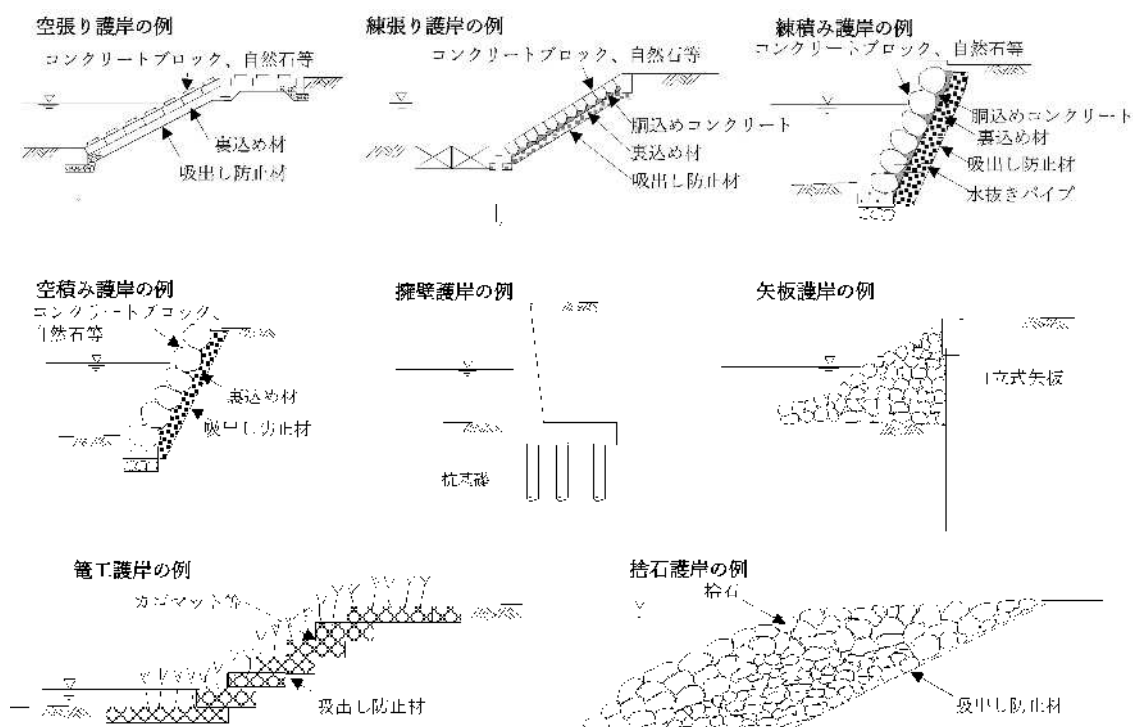 空張り護岸の例
コンクリートブロック、自然石等
裏込め材
吸出し防止材
練張り護岸の例
コンクリートブロック、自然石等
胴込めコンクリート
裏込め材
吸出し防止材
練積み護岸の例
コンクリートブロック、自然石等
胴込めコンクリート
裏込め材
吸出し防止材
水抜きパイプ
空積み護岸の例
コンクリートブロック、
自然石等
裏込め材
吸出し防止材
擁壁護岸の例
杭基礎
矢板護岸の例
立式矢板
篭工護岸の例
カゴマット等
吸出し防止材
捨石護岸の例
捨石
吸出し防止材